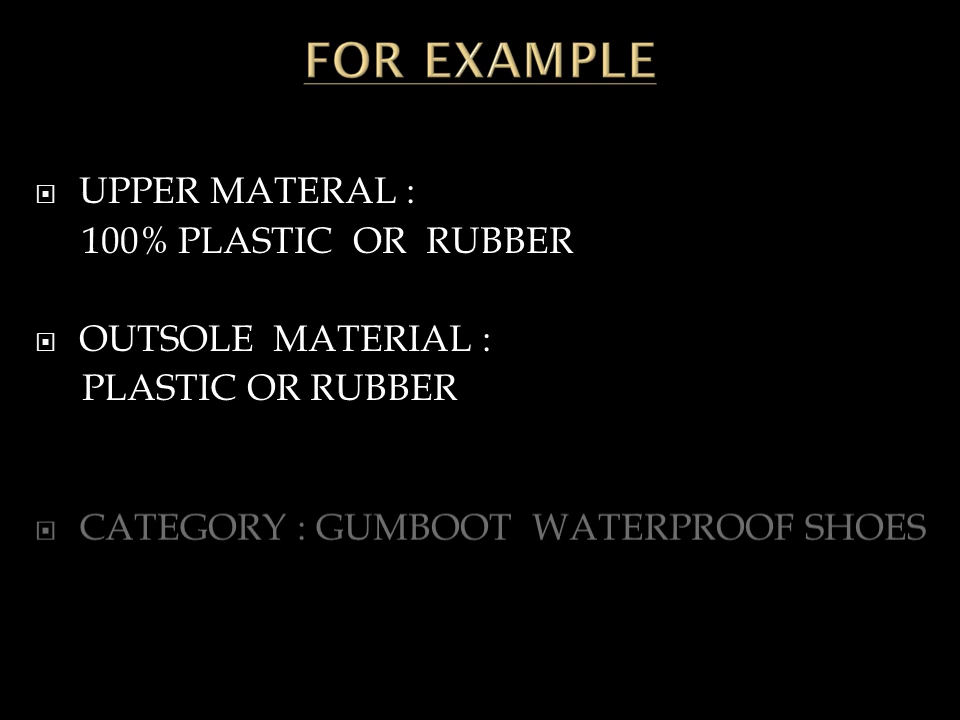 FOR EXAMPLE
UPPER MATERAL :
100% PLASTIC OR RUBBER
OUTSOLE MATERIAL :
PLASTIC OR RUBBER
CATEGORY : GUMBOOT WATERPROOF SHOES